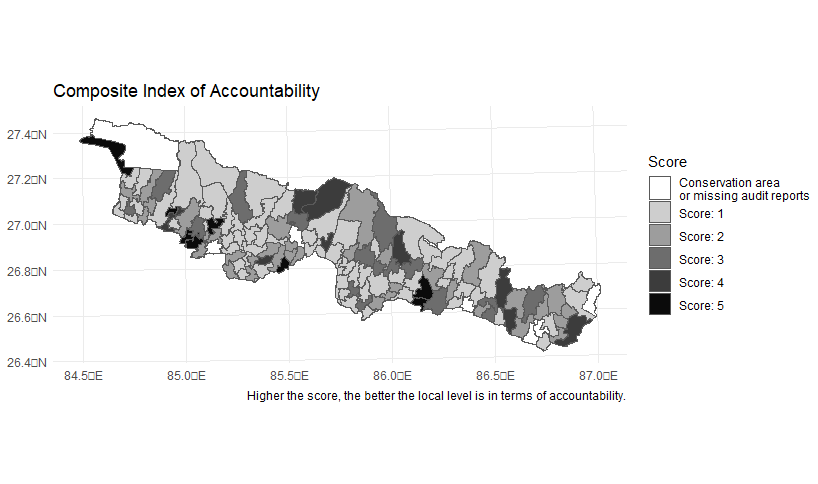 Composite Index of Accountability
27.4□N
27.2□N
27.0□N
26.8□N
26.6□N
26.4□N
84.5□E
85.0□E
85.5□E
86.0□E
86.5□E
87.0□E
Higher the score, the better the local level is in terms of accountability.
Score
Conservation area
or missing audit reports
Score: 1
Score: 2
Score: 3
Score: 4
Score: 5